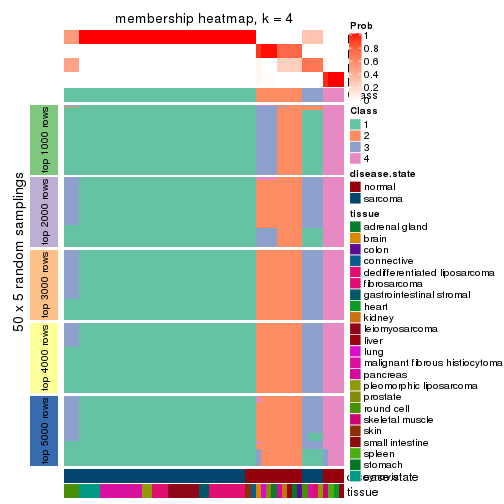 membership heatmap, k = 4
50 x 5 random samplings
top 1000 rows
top 2000 rows
top 3000 rows
top 4000 rows
top 5000 rows
Prob
1
0.8
0.6
0.4
0.2
0
Class
1
2
3
4
disease.state
normal
sarcoma
tissue
adrenal gland
brain
colon
connective
dedifferentiated liposarcoma
fibrosarcoma
gastrointestinal stromal
heart
kidney
leiomyosarcoma
liver
lung
malignant fibrous histiocytoma
pancreas
pleomorphic liposarcoma
prostate
round cell
skeletal muscle
skin
small intestine
spleen
stomach
disease.state
tissue